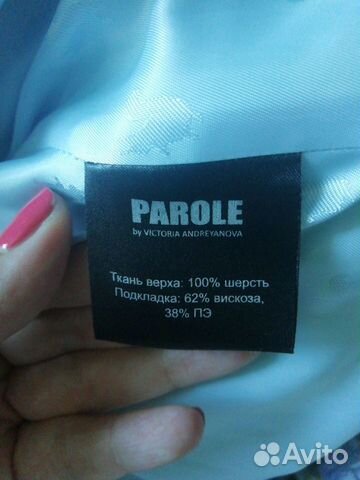 PAROLE
by VICTORIA ANDREYANOVA
Ткань верха: 100% шерсть
Подкладка: 62% вискоза,
38% ПЭ
Avito